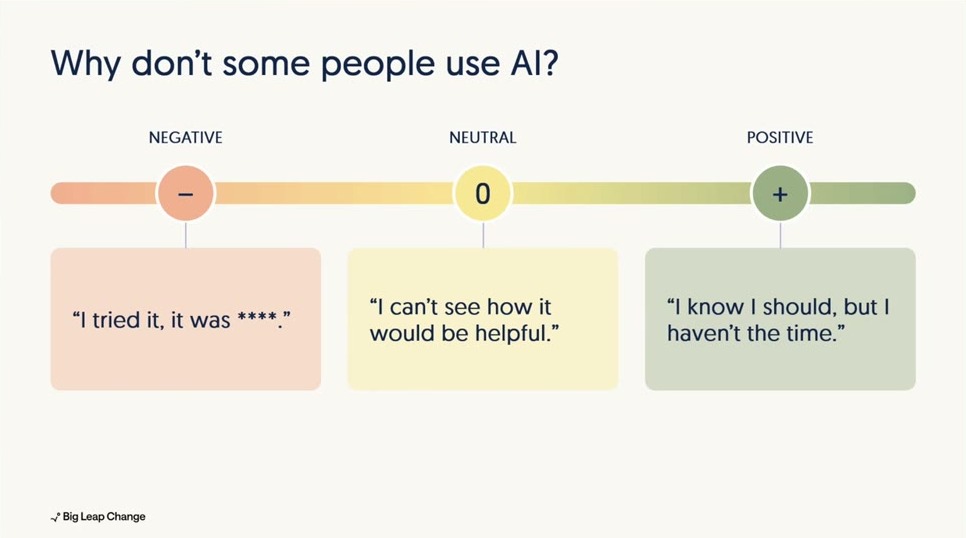 Why don’t some people use AI?
NEGATIVE
NEUTRAL
POSITIVE
–
0
+
“I tried it, it was ****.”
“I can’t see how it
would be helpful.”
“I know I should, but I
haven’t the time.”
Big Leap Change